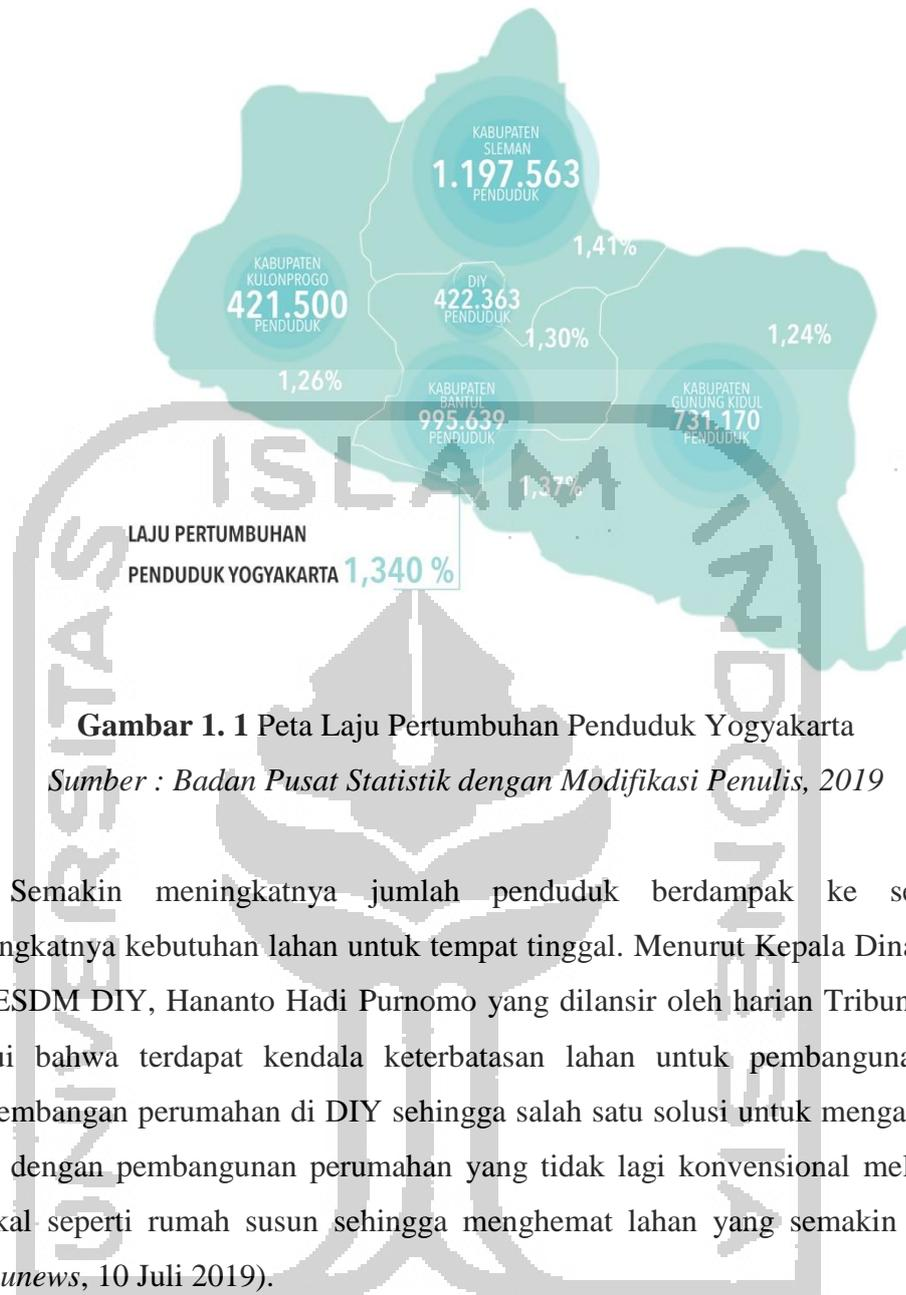 KABUPATEN
SLEMAN
1.197.563
PENDUDUK
1,41%
KABUPATEN
KULONPROGO
421.500
PENDUDUK
1,26%
DIY
422.363
PENDUDUK
1,30%
1,24%
KABUPATEN
BANTUL
995.639
PENDUDUK
1,37%
KABUPATEN
GUNUNG KIDUL
731.170
PENDUDUK
LAJU PERTUMBUHAN
PENDUDUK YOGYAKARTA 1,340 %
UNIVERSITAS ISLAM INDONESIA
Gambar 1. 1 Peta Laju Pertumbuhan Penduduk Yogyakarta
Sumber : Badan Pusat Statistik dengan Modifikasi Penulis, 2019
Semakin meningkatnya jumlah penduduk berdampak ke se
ngkatnya kebutuhan lahan untuk tempat tinggal. Menurut Kepala Dina
ESDM DIY, Hananto Hadi Purnomo yang dilansir oleh harian Tribun
ui bahwa terdapat kendala keterbatasan lahan untuk pembanguna
embangan perumahan di DIY sehingga salah satu solusi untuk menga
dengan pembangunan perumahan yang tidak lagi konvensional mel
kal seperti rumah susun sehingga menghemat lahan yang semakin
unews, 10 Juli 2019).